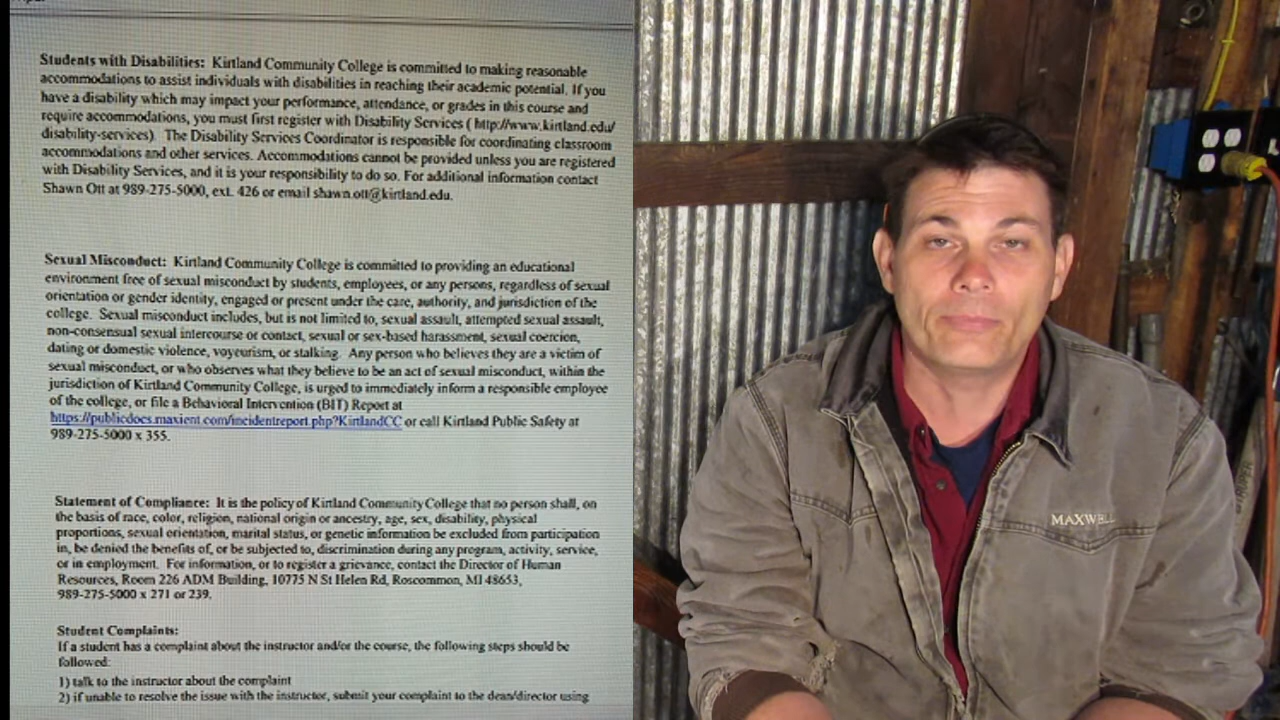 Students with Disabilities: Kirtland Community College is committed to making reasonable
accommodations to assist individuals with disabilities in reaching their academic potential. If you
have a disability which may impact your performance, attendance, or grades in this course and
require accommodations, you must first register with Disability Services ( http://www.kirtland.edu/
disability-services). The Disability Services Coordinator is responsible for coordinating classroom
accommodations and other services. Accommodations cannot be provided unless you are registered
with Disability Services, and it is your responsibility to do so. For additional information contact
Shawn Ott at 989-275-5000, ext. 426 or email shawn.ott@kirtland.edu.
Sexual Misconduct: Kirtland Community College is committed to providing an educational
environment free of sexual misconduct by students, employees, or any persons, regardless of sexual
orientation or gender identity, engaged or present under the care, authority, and jurisdiction of the
college. Sexual misconduct includes, but is not limited to, sexual assault, attempted sexual assault,
non-consensual sexual intercourse or contact, sexual or sex-based harassment, sexual coercion,
dating or domestic violence, voyeurism, or stalking. Any person who believes they are a victim of
sexual misconduct, or who observes what they believe to be an act of sexual misconduct, within the
jurisdiction of Kirtland Community College, is urged to immediately inform a responsible employee
of the college, or file a Behavioral Intervention (BIT) Report at
https://publicdocs.maxient.com/incidentreport.php?KirtlandCC or call Kirtland Public Safety at
989-275-5000 x 355.
Statement of Compliance: It is the policy of Kirtland Community College that no person shall, on
the basis of race, color, religion, national origin or ancestry, age, sex, disability, physical
proportions, sexual orientation, marital status, or genetic information be excluded from participation
in, be denied the benefits of, or be subjected to, discrimination during any program, activity, service,
or in employment. For information, or to register a grievance, contact the Director of Human
Resources, Room 226 ADM Building, 10775 N St Helen Rd, Roscommon, MI 48653,
989-275-5000 x 271 or 239.
Student Complaints:
If a student has a complaint about the instructor and/or the course, the following steps should be
followed:
1) talk to the instructor about the complaint
2) if unable to resolve the issue with the instructor, submit your complaint to the dean/director using
MAXWELL